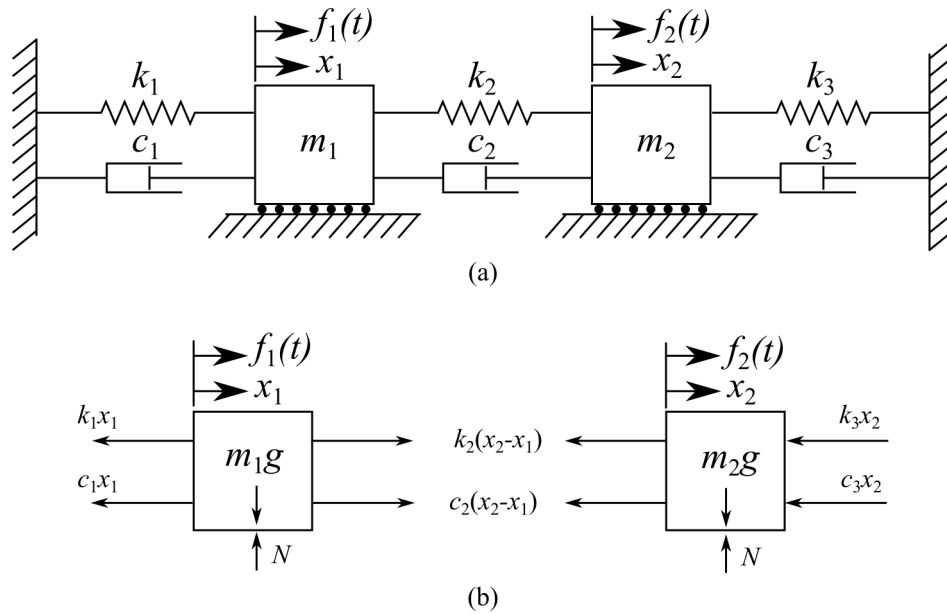 f₁(t) f₂(t)
x₁ x₂
k₁ k₂ k₃
c₁ m₁ c₂ m₂ c₃
(a)
f₁(t) f₂(t)
x₁ x₂
k₁x₁ k₂(x₂-x₁) k₃x₂
m₁g m₂g
c₁x₁ c₂(x₂-x₁) c₃x₂
N N
(b)